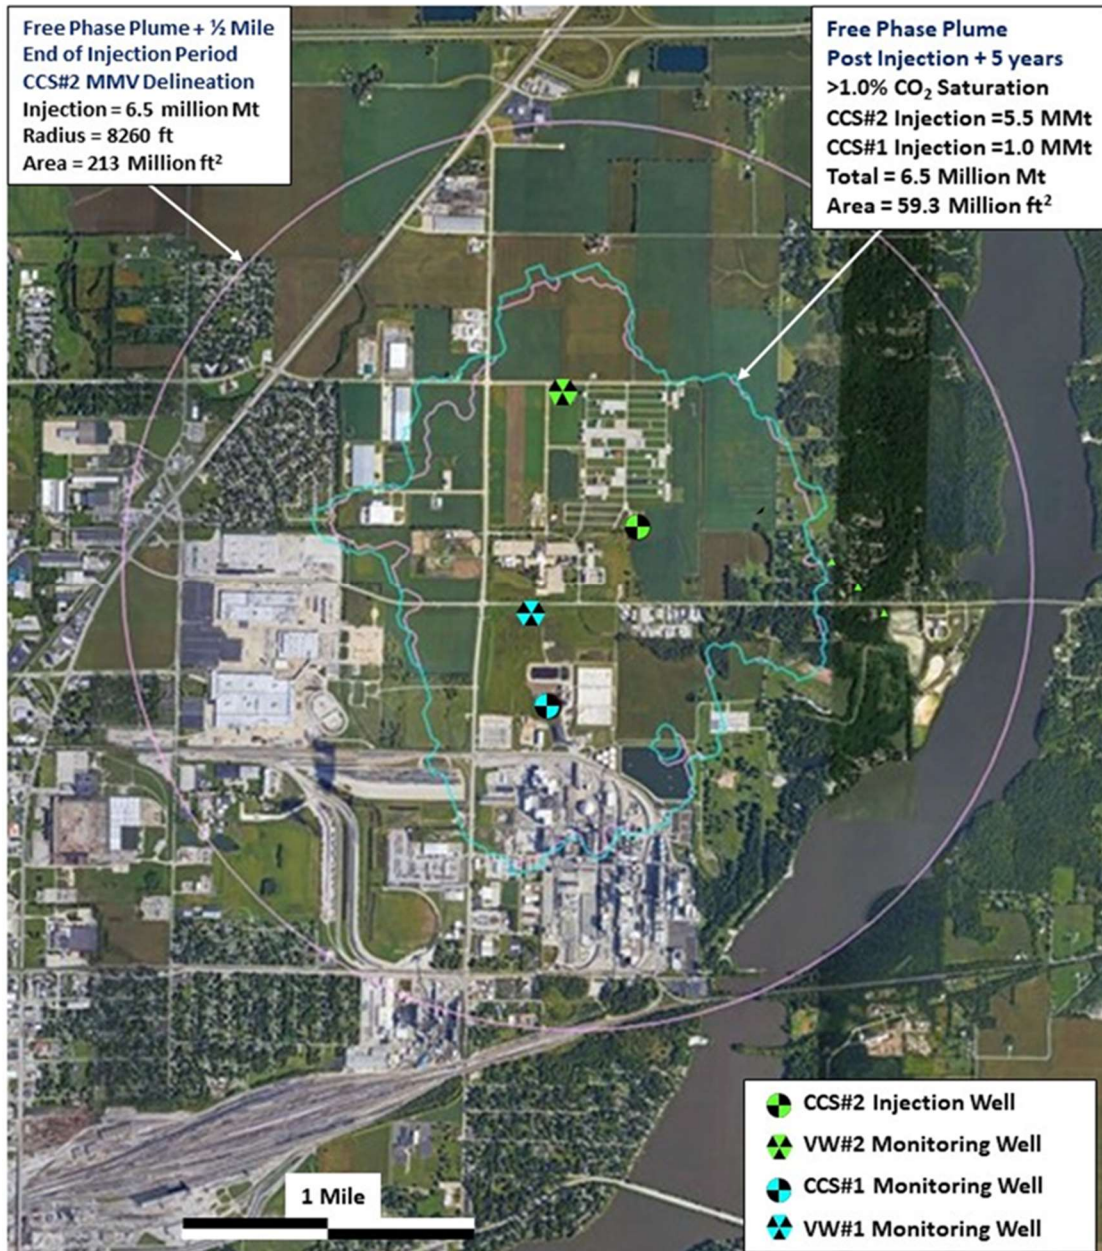 Free Phase Plume + ½ Mile
End of Injection Period
CCS#2 MMV Delineation
Injection = 6.5 million Mt
Radius = 8260 ft
Area = 213 Million ft²
Free Phase Plume
Post Injection + 5 years
>1.0% CO₂ Saturation
CCS#2 Injection =5.5 MMt
CCS#1 Injection =1.0 MMt
Total = 6.5 Million Mt
Area = 59.3 Million ft²
1 Mile
CCS#2 Injection Well
VW#2 Monitoring Well
CCS#1 Monitoring Well
VW#1 Monitoring Well